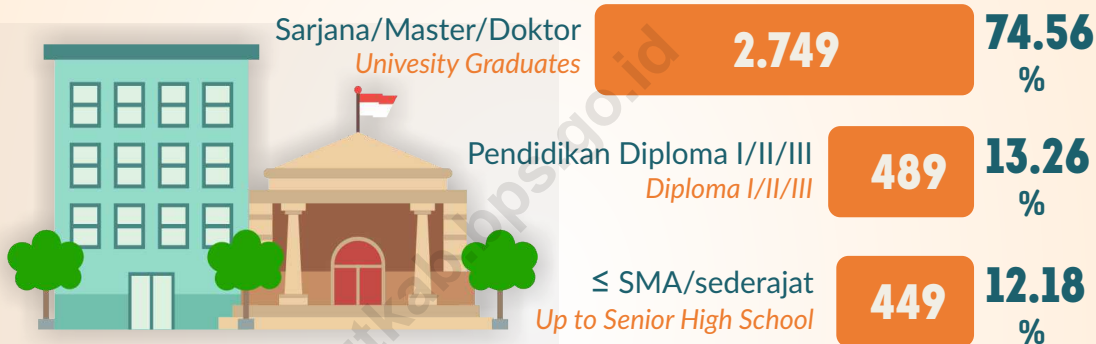 Sarjana/Master/Doktor
Univesity Graduates
2.749
74.56
%
Pendidikan Diploma I/II/III
Diploma I/II/III
489
13.26
%
≤ SMA/sederajat
Up to Senior High School
449
12.18
%